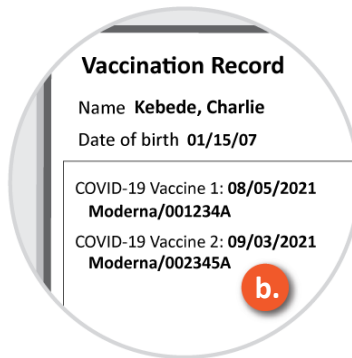 Vaccination Record
Name Kebede, Charlie
Date of birth 01/15/07
COVID-19 Vaccine 1: 08/05/2021
Moderna/001234A
COVID-19 Vaccine 2: 09/03/2021
Moderna/002345A
b.